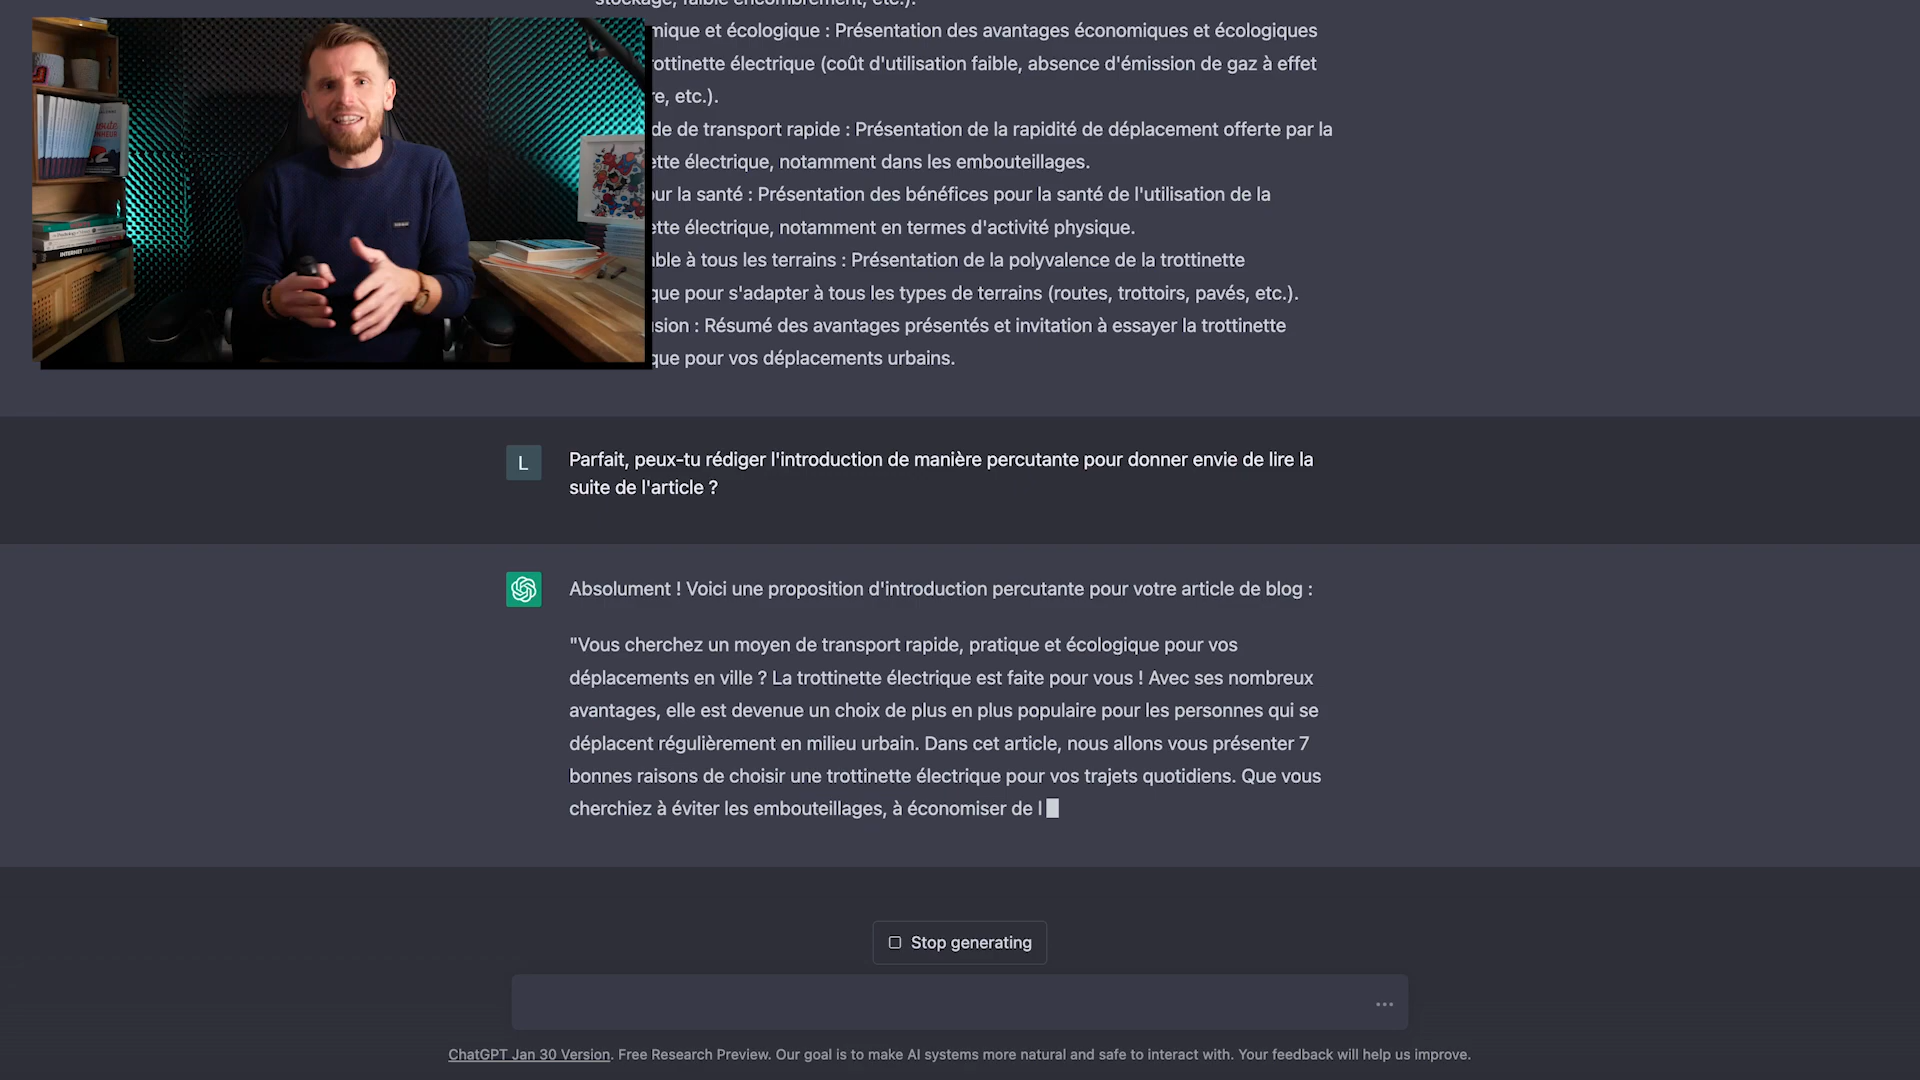 stockage, faible encombrement, etc.).
mique et écologique : Présentation des avantages économiques et écologiques
rottinette électrique (coût d'utilisation faible, absence d'émission de gaz à effet
re, etc.).
de de transport rapide : Présentation de la rapidité de déplacement offerte par la
ette électrique, notamment dans les embouteillages.
our la santé : Présentation des bénéfices pour la santé de l'utilisation de la
ette électrique, notamment en termes d'activité physique.
able à tous les terrains : Présentation de la polyvalence de la trottinette
que pour s'adapter à tous les types de terrains (routes, trottoirs, pavés, etc.).
sion : Résumé des avantages présentés et invitation à essayer la trottinette
que pour vos déplacements urbains.
L
Parfait, peux-tu rédiger l'introduction de manière percutante pour donner envie de lire la
suite de l'article ?
Absolument ! Voici une proposition d'introduction percutante pour votre article de blog :
"Vous cherchez un moyen de transport rapide, pratique et écologique pour vos
déplacements en ville ? La trottinette électrique est faite pour vous ! Avec ses nombreux
avantages, elle est devenue un choix de plus en plus populaire pour les personnes qui se
déplacent régulièrement en milieu urbain. Dans cet article, nous allons vous présenter 7
bonnes raisons de choisir une trottinette électrique pour vos trajets quotidiens. Que vous
cherchiez à éviter les embouteillages, à économiser de l
Stop generating
ChatGPT Jan 30 Version. Free Research Preview. Our goal is to make AI systems more natural and safe to interact with. Your feedback will help us improve.